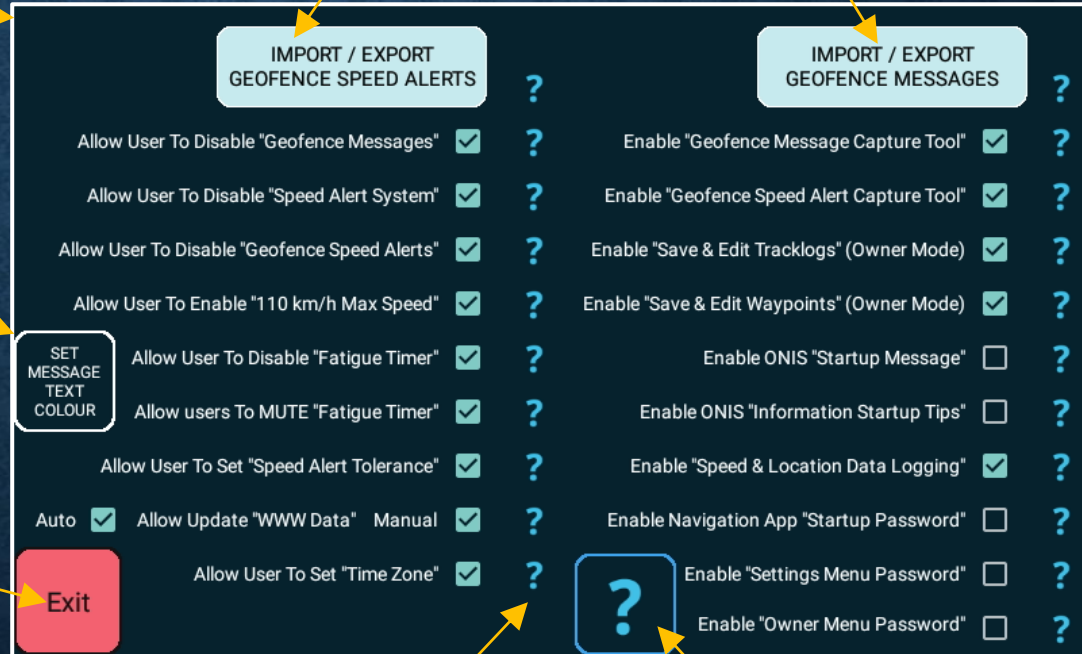 IMPORT / EXPORT
GEOFENCE SPEED ALERTS
?
Allow User To Disable "Geofence Messages"
?
Allow User To Disable "Speed Alert System"
?
Allow User To Disable "Geofence Speed Alerts"
?
Allow User To Enable "110 km/h Max Speed"
?
SET
MESSAGE
TEXT
COLOUR
Allow User To Disable "Fatigue Timer"
?
Allow users To MUTE "Fatigue Timer"
?
Allow User To Set "Speed Alert Tolerance"
?
Auto
Allow Update "WWW Data" Manual
?
Allow User To Set "Time Zone"
?
Exit
IMPORT / EXPORT
GEOFENCE MESSAGES
?
Enable "Geofence Message Capture Tool"
?
Enable "Geofence Speed Alert Capture Tool"
?
Enable "Save & Edit Tracklogs" (Owner Mode)
?
Enable "Save & Edit Waypoints" (Owner Mode)
?
Enable ONIS "Startup Message"
?
Enable ONIS "Information Startup Tips"
?
Enable "Speed & Location Data Logging"
?
Enable Navigation App "Startup Password"
?
Enable "Settings Menu Password"
?
Enable "Owner Menu Password"
?
?